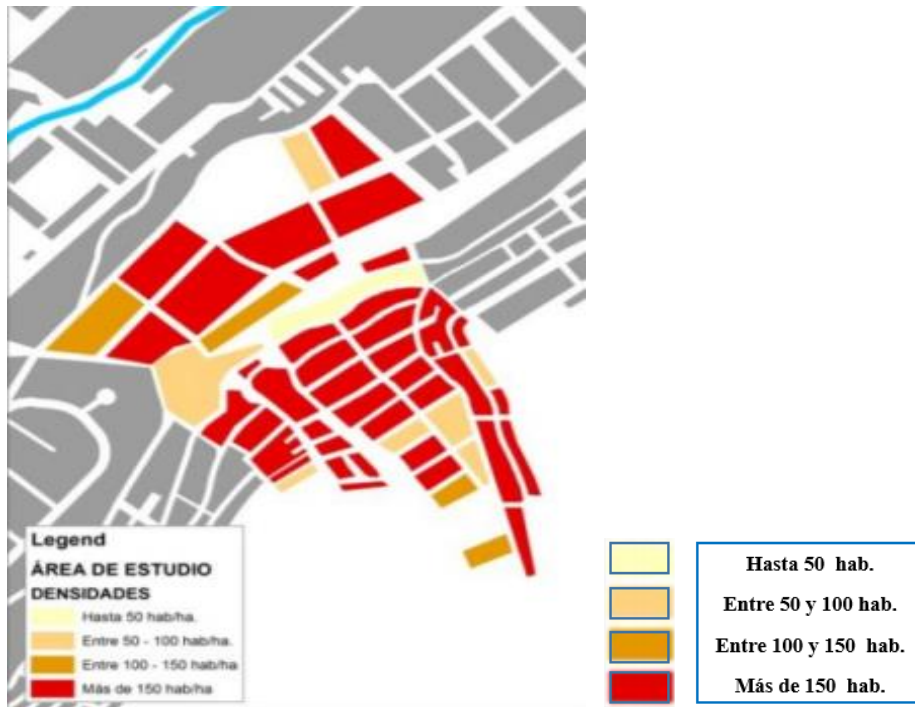 Legend
ÁREA DE ESTUDIO
DENSIDADES
Hasta 50 hab/ha.
Entre 50 - 100 hab/ha.
Entre 100 - 150 hab/ha
Más de 150 hab/ha
Hasta 50 hab.
Entre 50 y 100 hab.
Entre 100 y 150 hab.
Más de 150 hab.